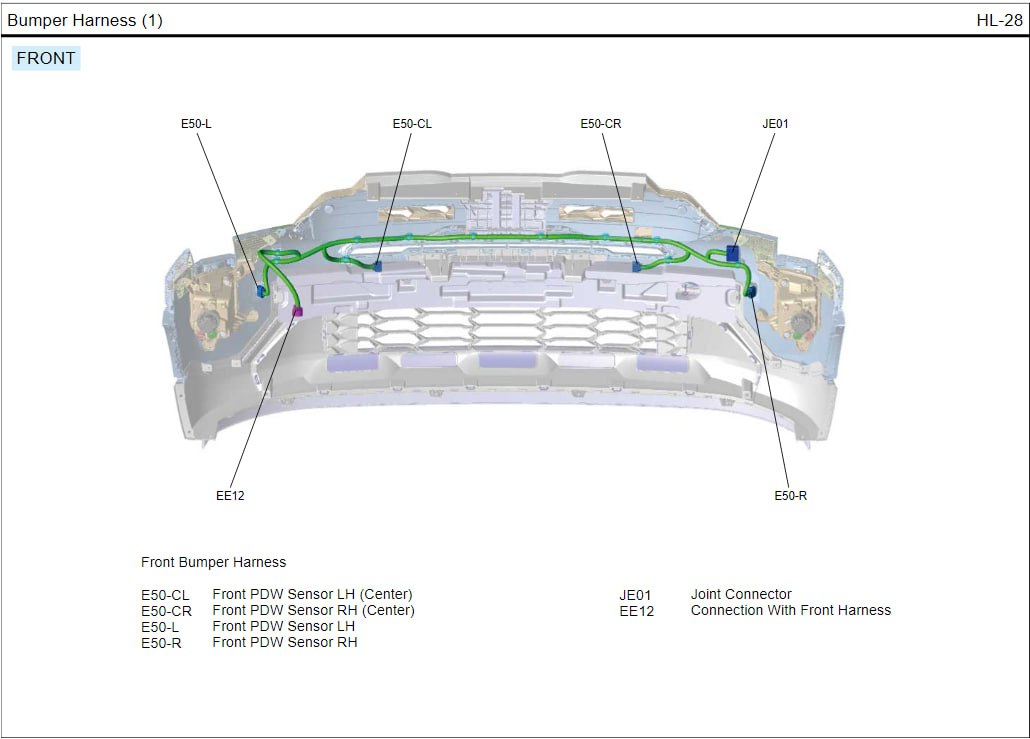 Bumper Harness (1) HL-28
FRONT
E50-L E50-CL E50-CR JE01
EE12 E50-R
Front Bumper Harness
E50-CL Front PDW Sensor LH (Center) JE01 Joint Connector
E50-CR Front PDW Sensor RH (Center) EE12 Connection With Front Harness
E50-L Front PDW Sensor LH
E50-R Front PDW Sensor RH